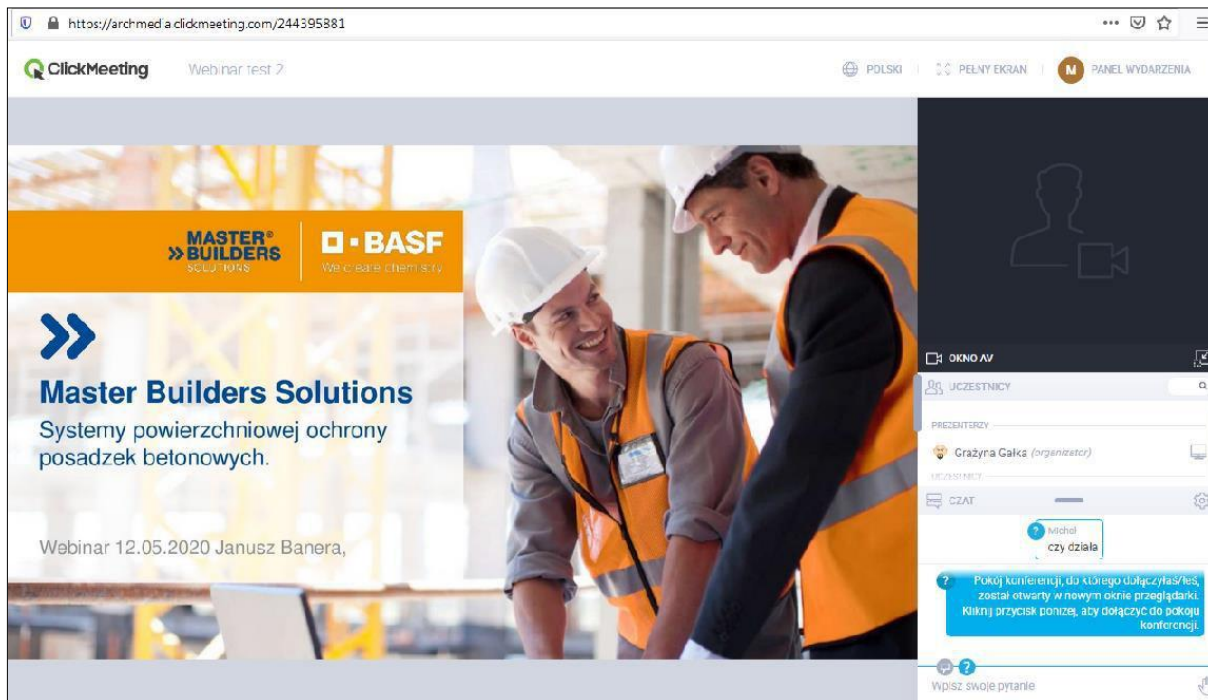 https://archmedia.clickmeeting.com/244395881
ClickMeeting
Webinar test 2
POLSKI
PEŁNY EKRAN
M
PANEL WYDARZENIA
MASTER®
BUILDERS
SOLUTIONS
BASF
We create chemistry
Master Builders Solutions
Systemy powierzchniowej ochrony
posadzek betonowych.
Webinar 12.05.2020 Janusz Banera,
OKNO AV
UCZESTNICY
PREZENTERZY
Grażyna Gałka (organizator)
UCZESTNICY
CZAT
Michał
czy działa
Pokój konferencji, do którego dołączyłaś/łeś,
został otwarty w nowym oknie przeglądarki.
Kliknij przycisk poniżej, aby dołączyć do pokoju
konferencji.
Wpisz swoje pytanie